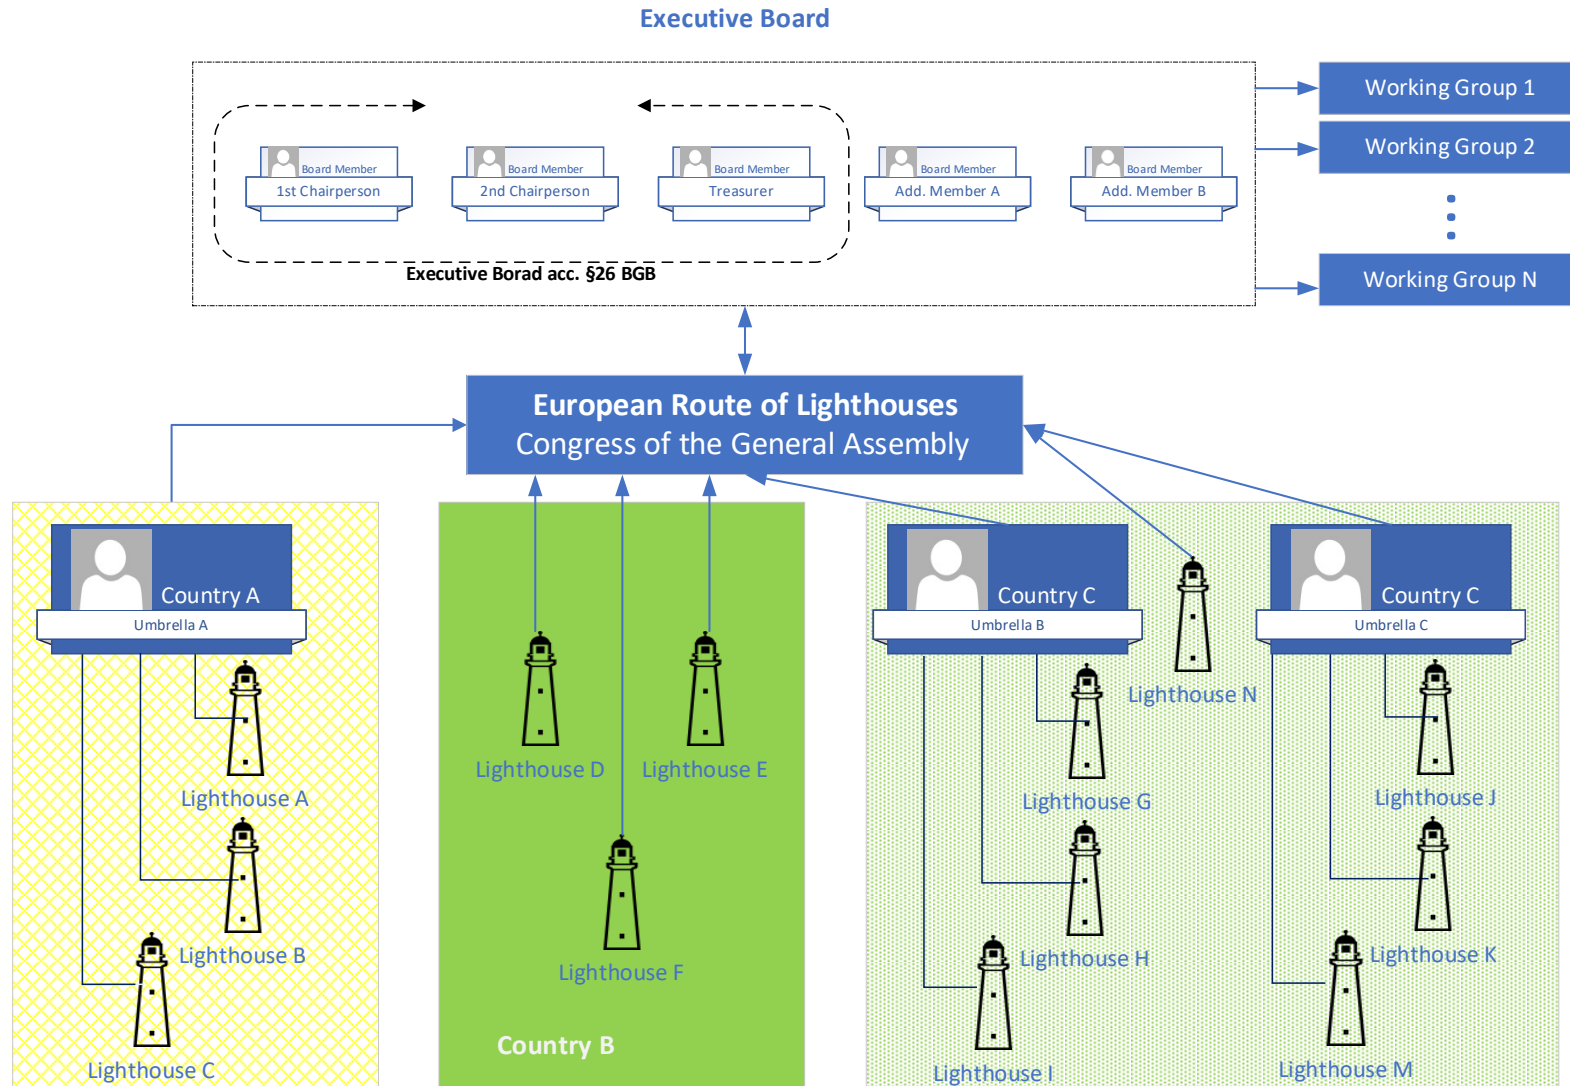 Executive Board
Working Group 1
Working Group 2
Working Group N
Board Member
1st Chairperson
Board Member
2nd Chairperson
Board Member
Treasurer
Board Member
Add. Member A
Board Member
Add. Member B
Executive Borad acc. §26 BGB
European Route of Lighthouses
Congress of the General Assembly
Country A
Umbrella A
Lighthouse A
Lighthouse B
Lighthouse C
Lighthouse D
Lighthouse E
Lighthouse F
Country B
Country C
Umbrella B
Lighthouse N
Country C
Umbrella C
Lighthouse G
Lighthouse H
Lighthouse I
Lighthouse J
Lighthouse K
Lighthouse M